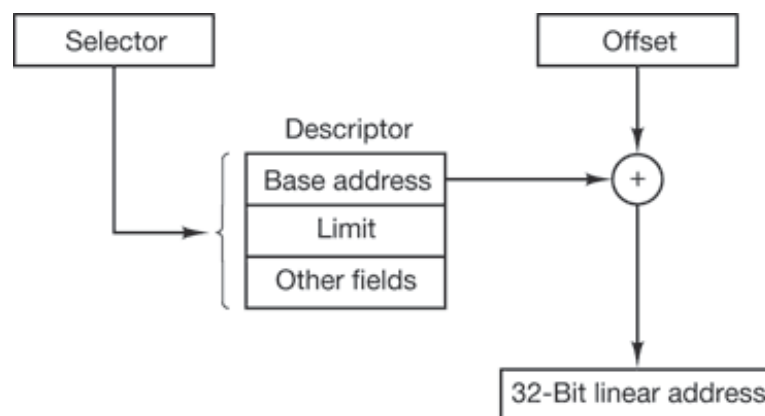 Selector
Offset
Descriptor
Base address
+
Limit
Other fields
32-Bit linear address